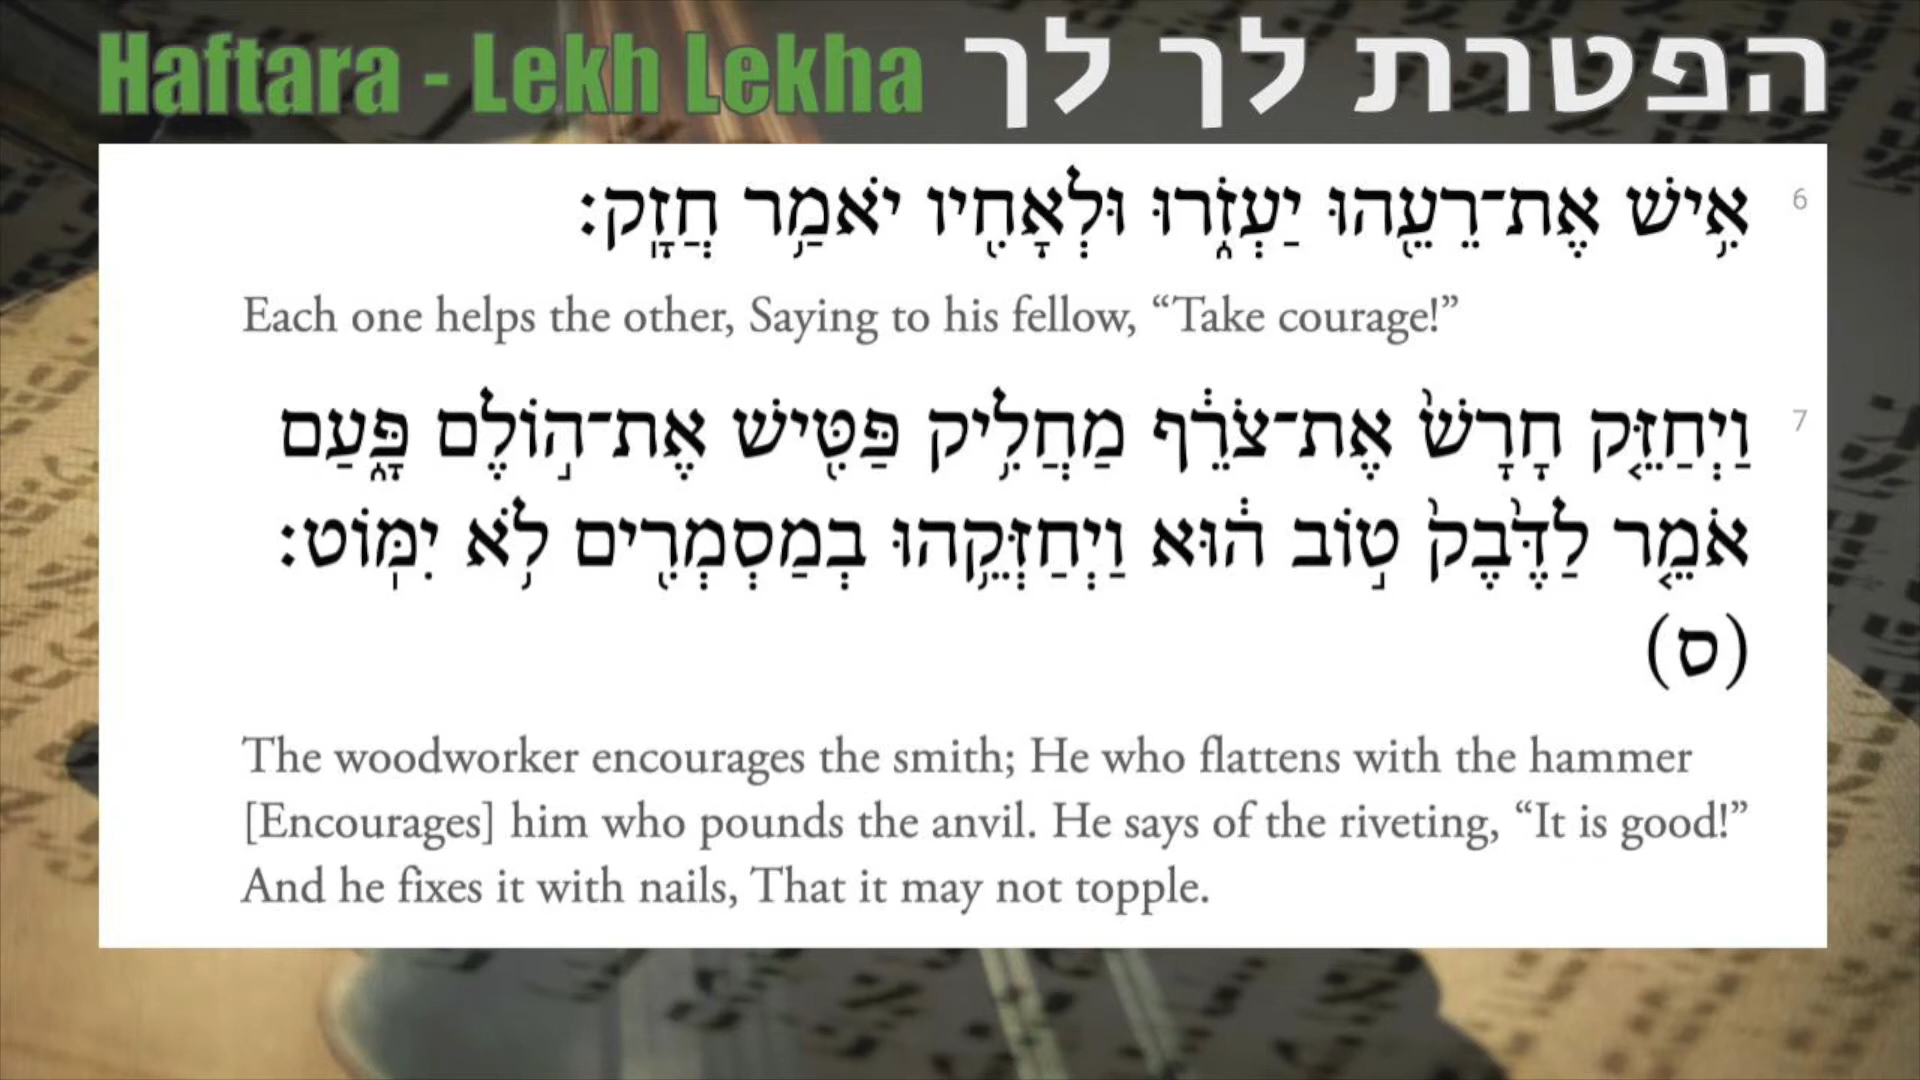 Haftara - Lekh Lekha הפטרת לך לך
6 אִ֥ישׁ אֶת־רֵעֵ֖הוּ יַעְזֹ֑רוּ וּלְאָחִ֖יו יֹאמַ֥ר חֲזָֽק׃
Each one helps the other, Saying to his fellow, “Take courage!”
7 וַיְחַזֵּ֤ק חָרָשׁ֙ אֶת־צֹרֵ֔ף מַחֲלִ֥יק פַּטִּ֖ישׁ אֶת־ה֣וֹלֶם פָּ֑עַם
אֹמֵ֤ר לַדֶּ֙בֶק֙ ט֣וֹב ה֔וּא וַיְחַזְּקֵ֥הוּ בְמַסְמְרִ֖ים לֹ֥א יִמּֽוֹט׃
(ס)
The woodworker encourages the smith; He who flattens with the hammer
[Encourages] him who pounds the anvil. He says of the riveting, “It is good!”
And he fixes it with nails, That it may not topple.